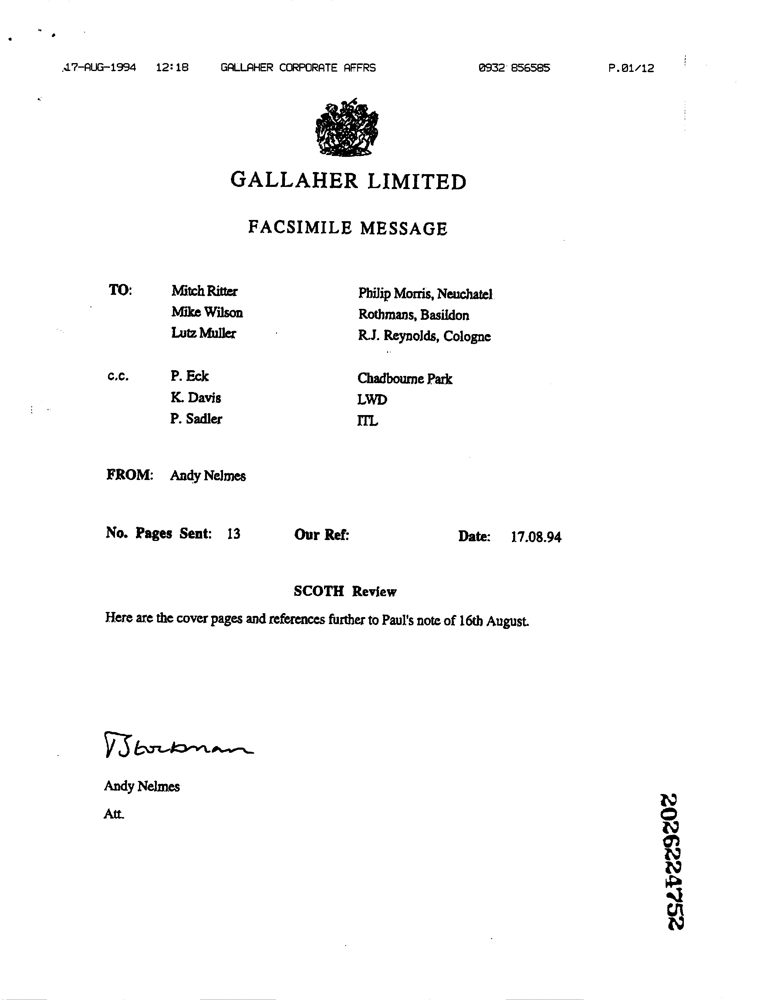 17-AUG-1994 12:18 GALLAHER CORPORATE AFFRS 0932 856585 P.01/12
GALLAHER LIMITED
FACSIMILE MESSAGE
TO: Mitch Ritter Philip Morris, Neuchatel
Mike Wilson Rothmans, Basildon
Lutz Muller R.J. Reynolds, Cologne
c.c. P. Eck Chadbourne Park
K. Davis LWD
P. Sadler ITL
FROM: Andy Nelmes
No. Pages Sent: 13 Our Ref: Date: 17.08.94
SCOTH Review
Here are the cover pages and references further to Paul's note of 16th August.
Andy Nelmes
Att.
2026224752